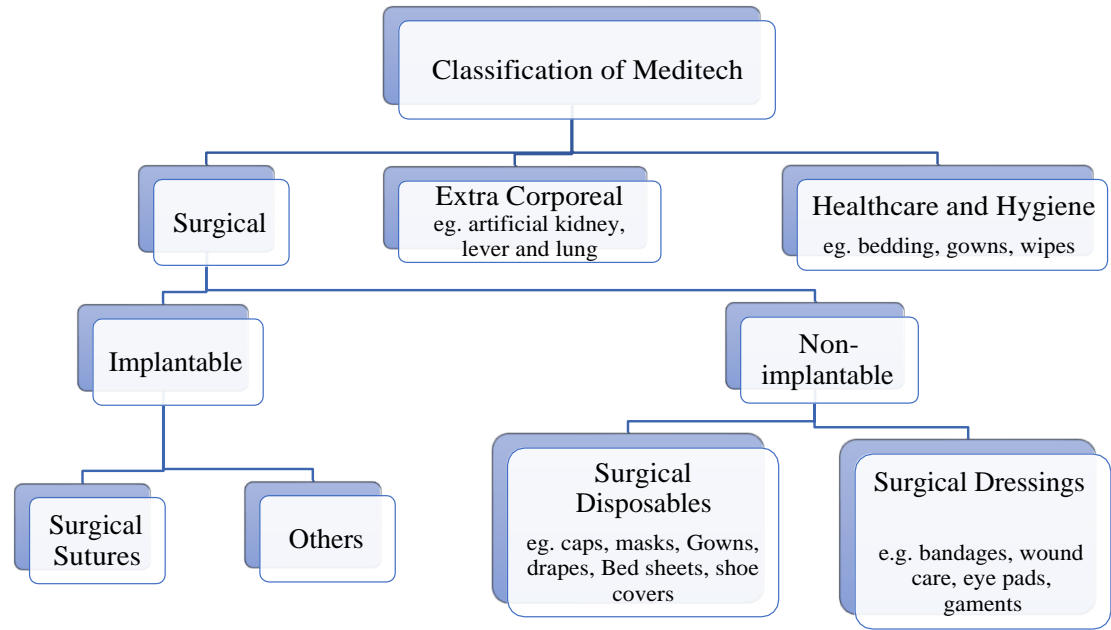 Classification of Meditech
Surgical
Extra Corporeal
eg. artificial kidney,
lever and lung
Healthcare and Hygiene
eg. bedding, gowns, wipes
Implantable
Non-
implantable
Surgical
Sutures
Others
Surgical
Disposables
eg. caps, masks, Gowns,
drapes, Bed sheets, shoe
covers
Surgical Dressings
e.g. bandages, wound
care, eye pads,
gaments